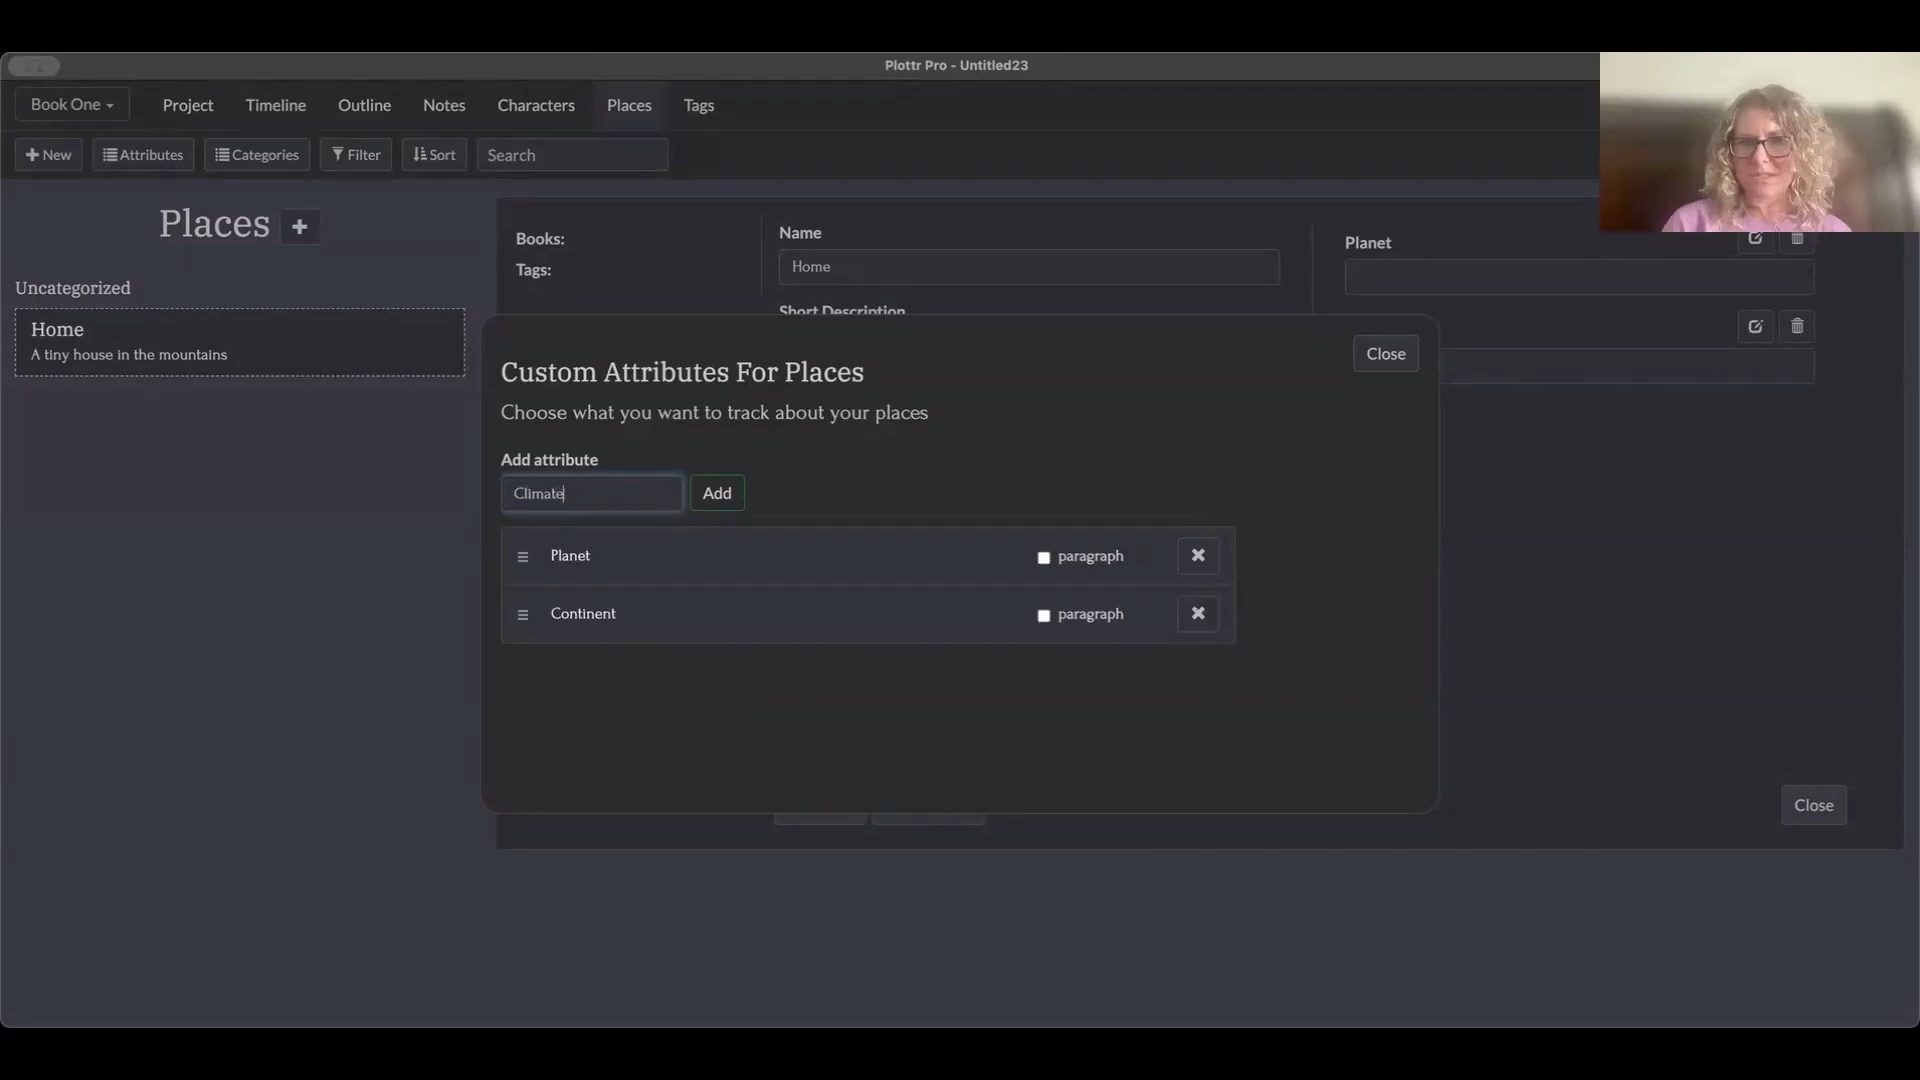 Plottr Pro - Untitled23
Book One
Project
Timeline
Outline
Notes
Characters
Places
Tags
New
Attributes
Categories
Filter
Sort
Search
Places
Uncategorized
Home
A tiny house in the mountains
Books:
Tags:
Name
Home
Short Description
Planet
Custom Attributes For Places
Close
Choose what you want to track about your places
Add attribute
Climate
Add
Planet
paragraph
Continent
paragraph
Close